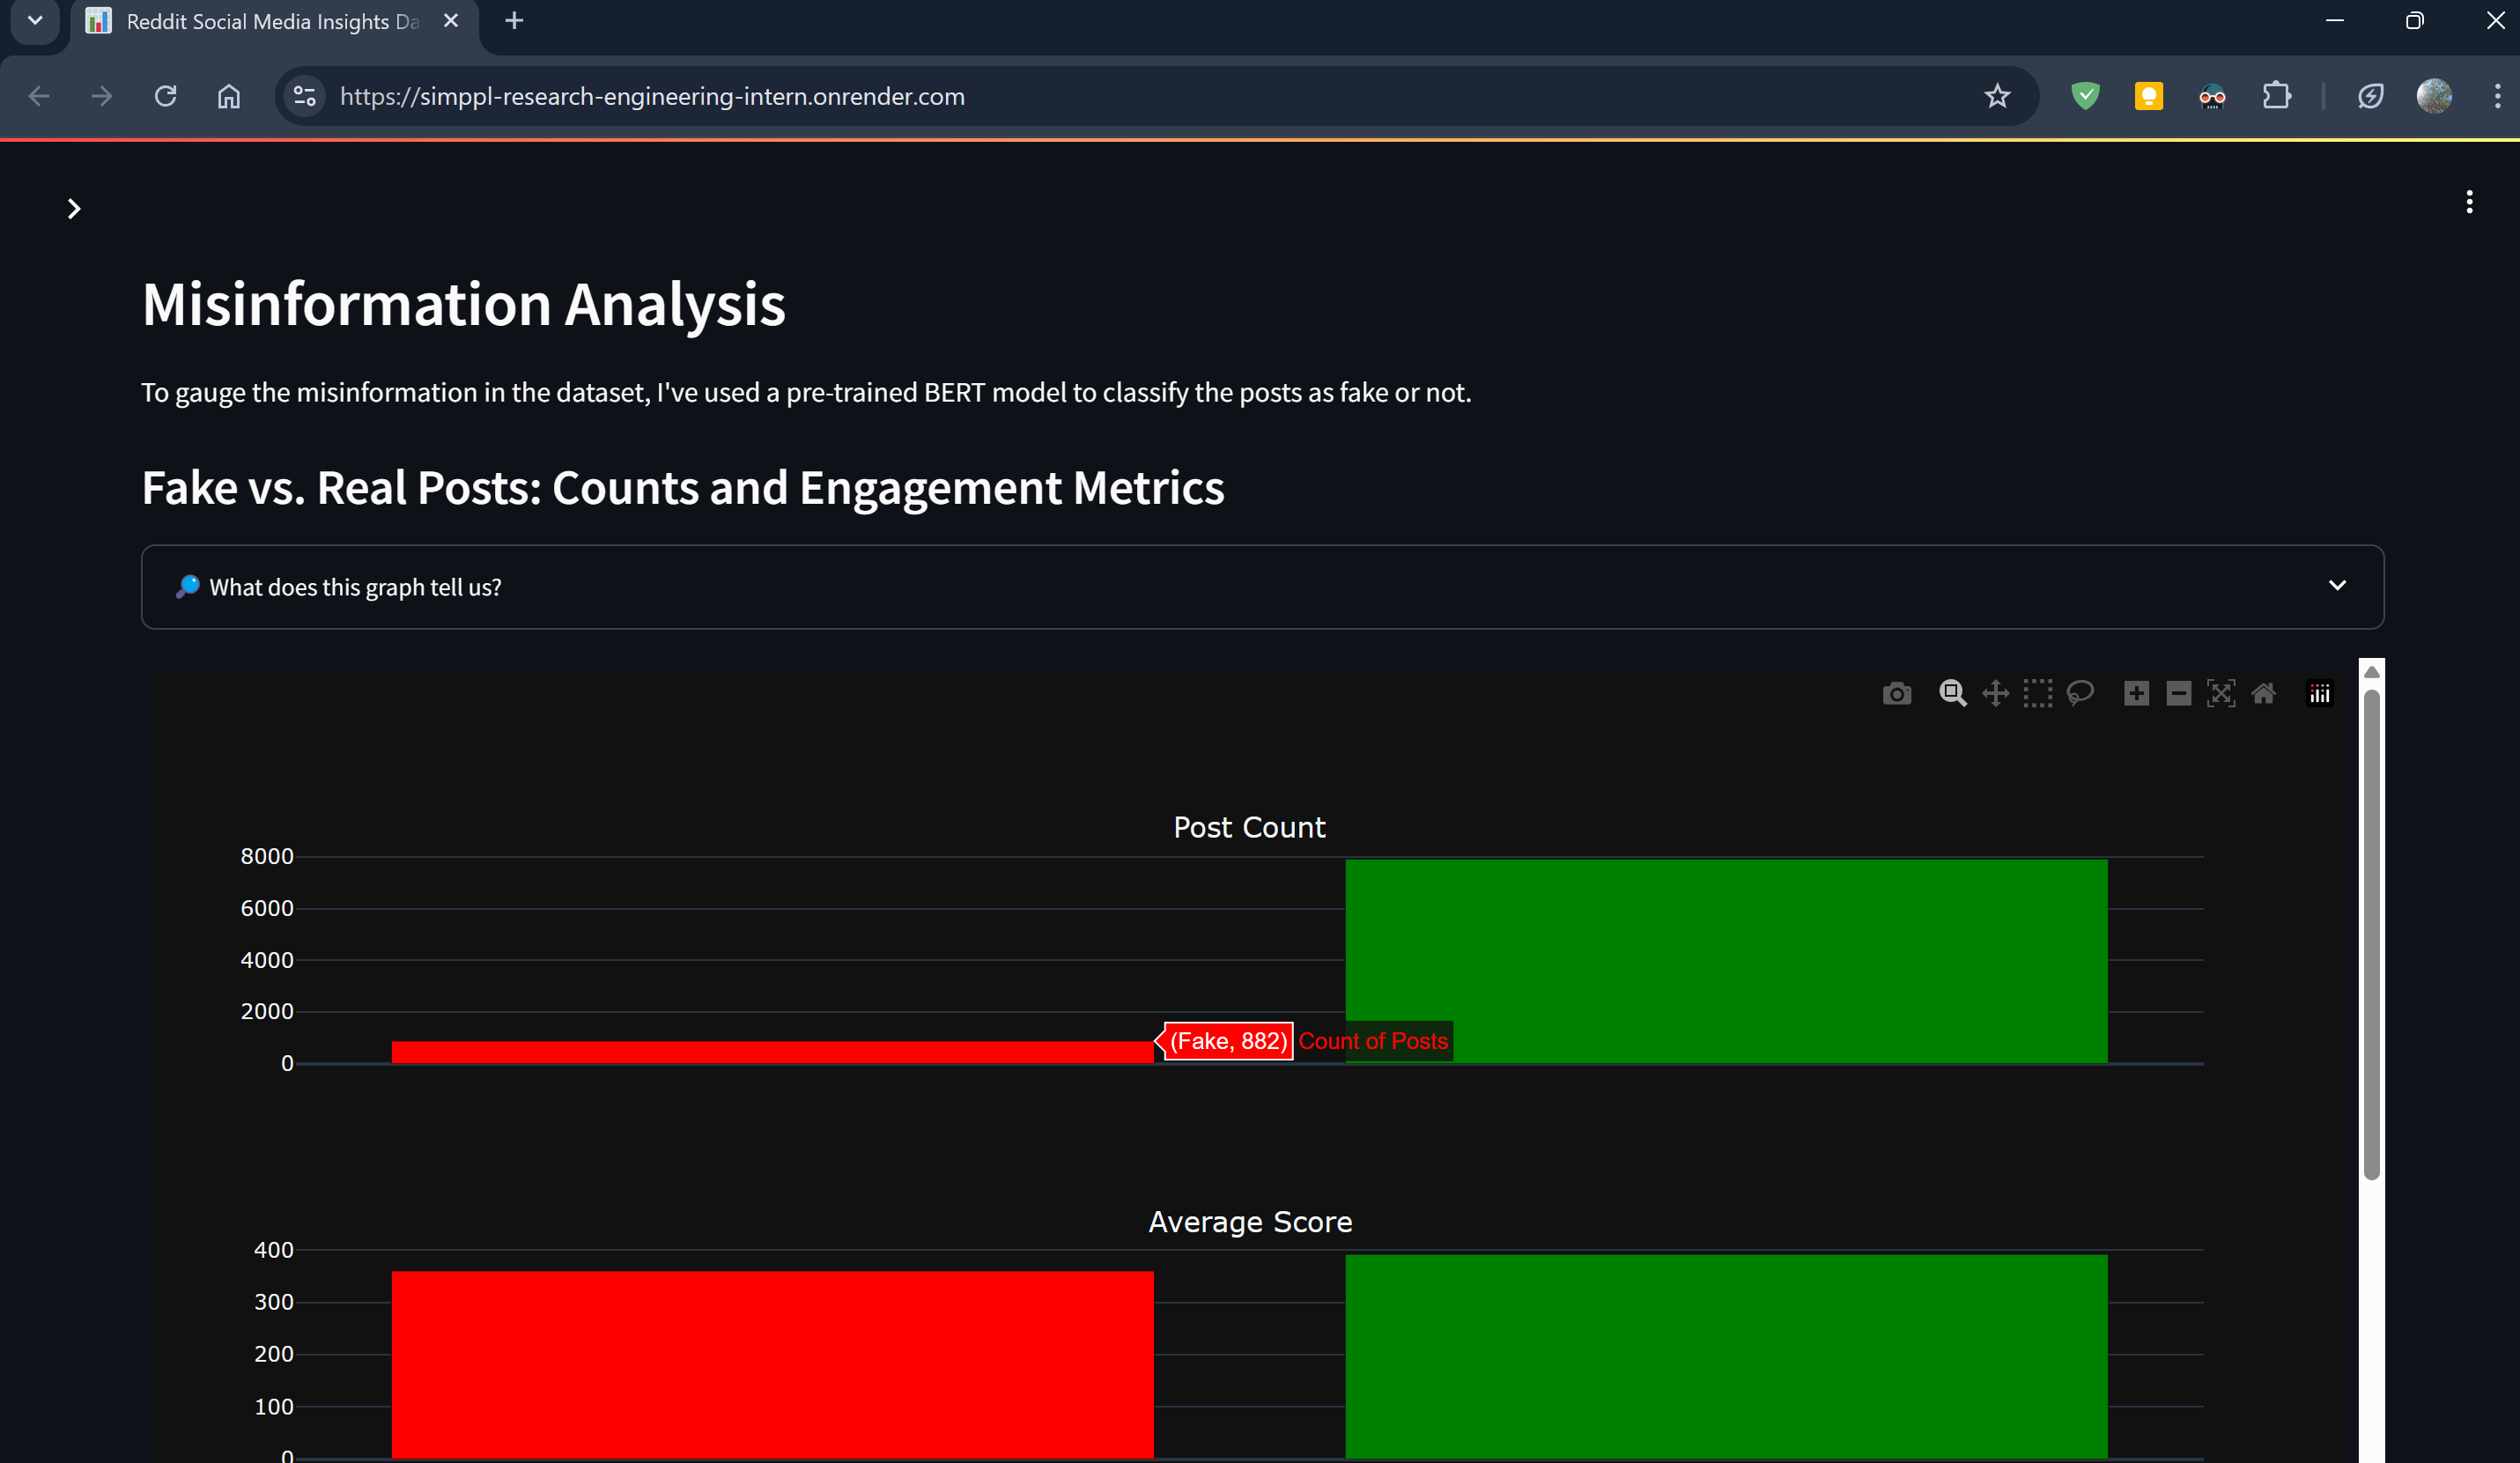 Reddit Social Media Insights Da
https://simppl-research-engineering-intern.onrender.com
Misinformation Analysis
To gauge the misinformation in the dataset, I've used a pre-trained BERT model to classify the posts as fake or not.
Fake vs. Real Posts: Counts and Engagement Metrics
What does this graph tell us?
Post Count
8000
6000
4000
2000
(Fake, 882) Count of Posts
0
Average Score
400
300
200
100
0